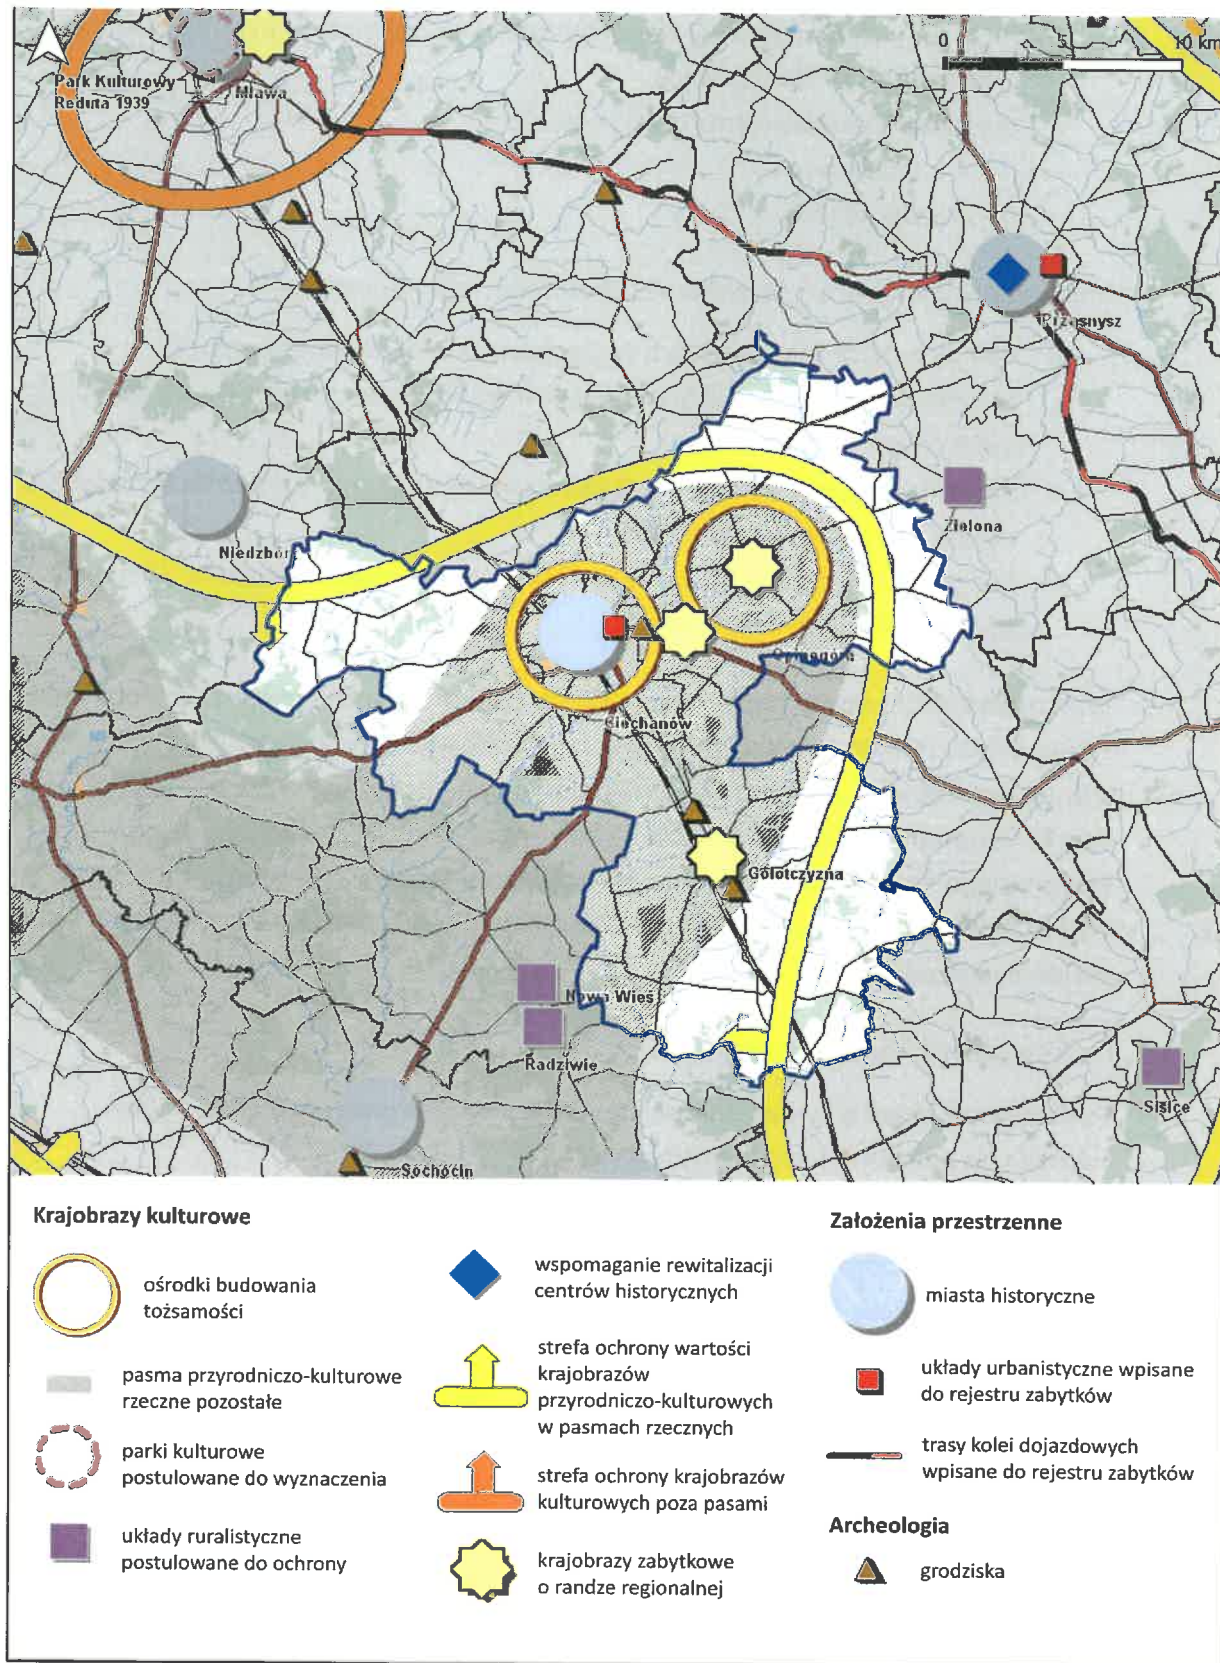 0 5 10 km
Park Kulturowy
Reduta 1939
Mława
Przasnysz
Zielona
Niedzbórz
Opinogóra
Ciechanów
Gołotczyzna
Nowa Wieś
Radziwie
Sisice
Sochocin
Krajobrazy kulturowe
ośrodki budowania
tożsamości
pasma przyrodniczo-kulturowe
rzeczne pozostałe
parki kulturowe
postulowane do wyznaczenia
układy ruralistyczne
postulowane do ochrony
wspomaganie rewitalizacji
centrów historycznych
strefa ochrony wartości
krajobrazów
przyrodniczo-kulturowych
w pasmach rzecznych
strefa ochrony krajobrazów
kulturowych poza pasami
krajobrazy zabytkowe
o randze regionalnej
Założenia przestrzenne
miasta historyczne
układy urbanistyczne wpisane
do rejestru zabytków
trasy kolei dojazdowych
wpisane do rejestru zabytków
Archeologia
grodziska